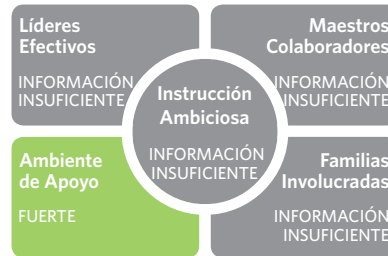 Líderes
Efectivos
INFORMACIÓN
INSUFICIENTE
Maestros
Colaboradores
INFORMACIÓN
INSUFICIENTE
Instrucción
Ambiciosa
INFORMACIÓN
INSUFICIENTE
Ambiente
de Apoyo
FUERTE
Familias
Involucradas
INFORMACIÓN
INSUFICIENTE